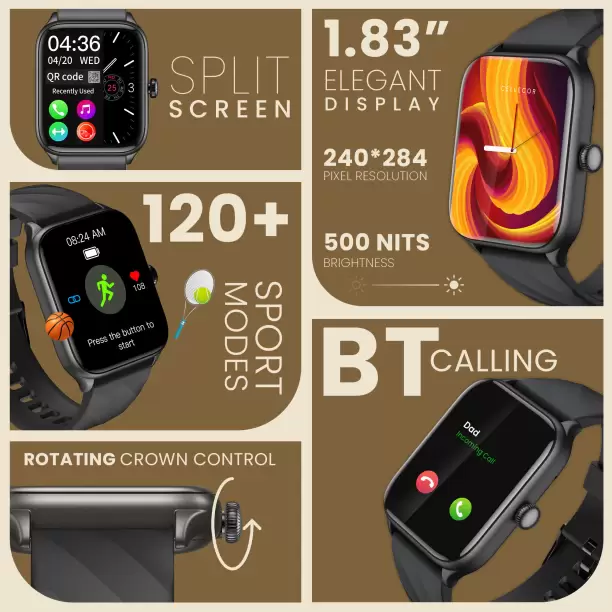 04:36
04/20 WED
QR code
Recently Used
25
3
SPLIT
SCREEN
1.83”
ELEGANT
DISPLAY
240*284
PIXEL RESOLUTION
500 NITS
BRIGHTNESS
120+
SPORT
MODES
08:24 AM
108
Press the button to
start
BT CALLING
Dad
Incoming Call
ROTATING CROWN CONTROL